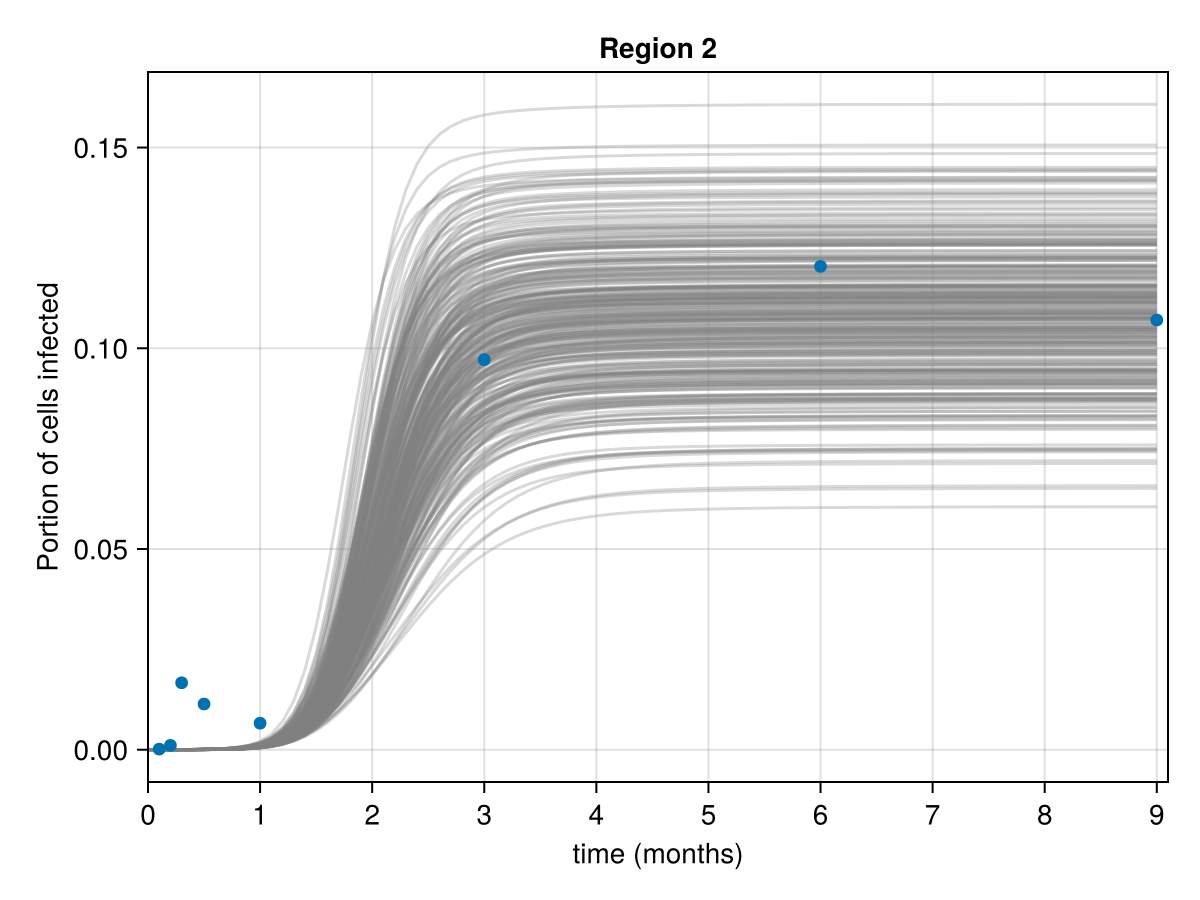 Region 2
Portion of cells infected
0.15
0.10
0.05
0.00
0 1 2 3 4 5 6 7 8 9
time (months)